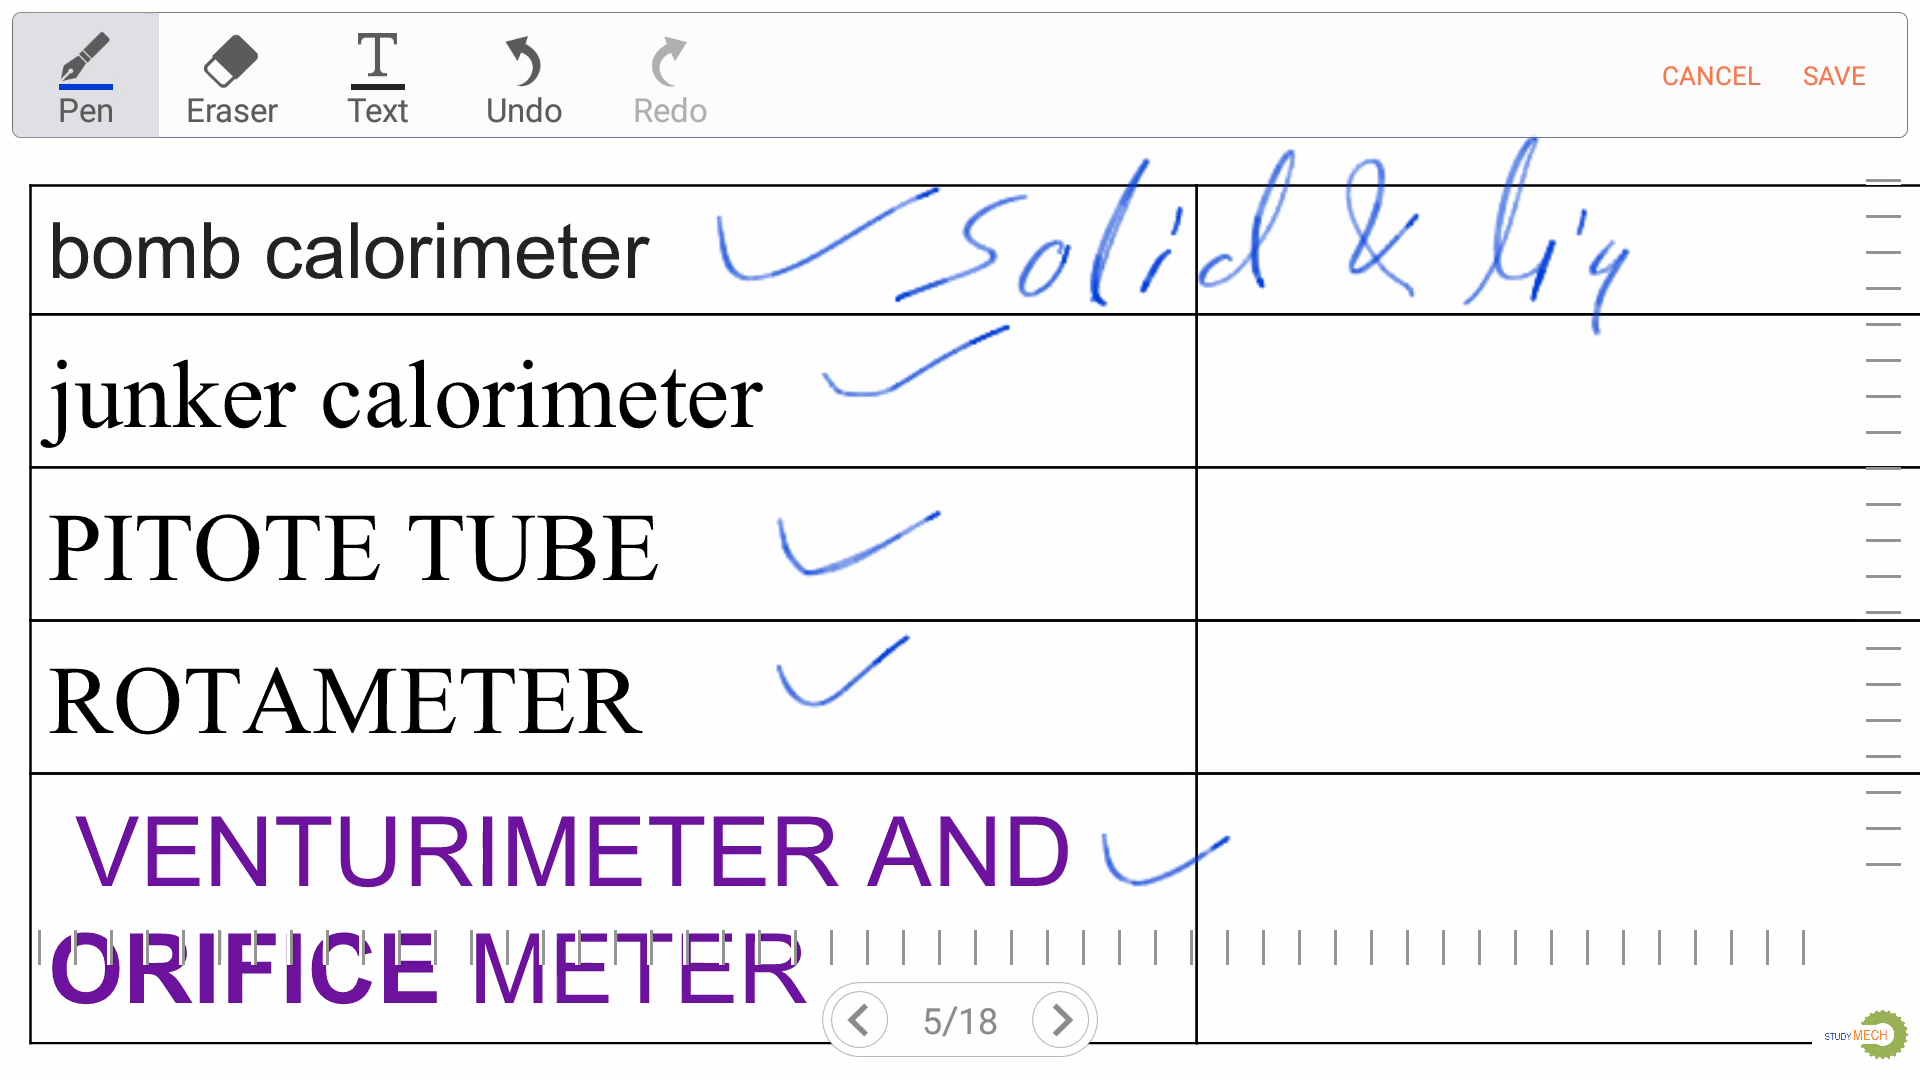 Pen Eraser Text Undo Redo CANCEL SAVE
bomb calorimeter solid & liq
junker calorimeter
PITOTE TUBE
ROTAMETER
VENTURIMETER AND
ORIFICE METER
5/18
STUDY MECH